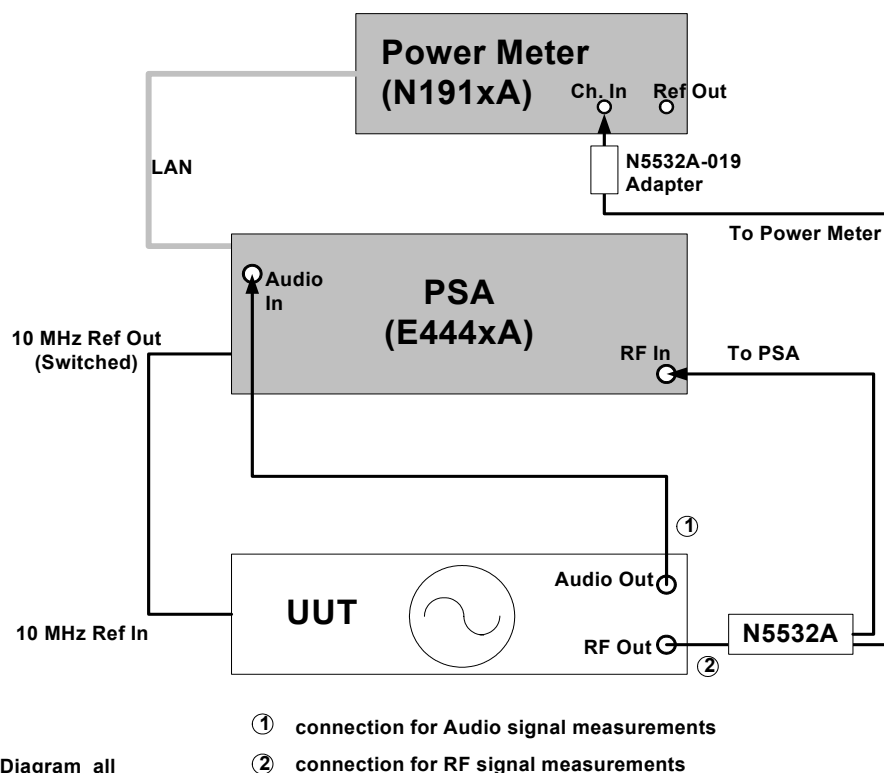 Power Meter
(N191xA)
Ch. In
Ref Out
LAN
N5532A-019
Adapter
To Power Meter
Audio
In
PSA
(E444xA)
10 MHz Ref Out
(Switched)
RF In
To PSA
1
UUT
Audio Out
10 MHz Ref In
RF Out
N5532A
2
1 connection for Audio signal measurements
2 connection for RF signal measurements
Diagram_all